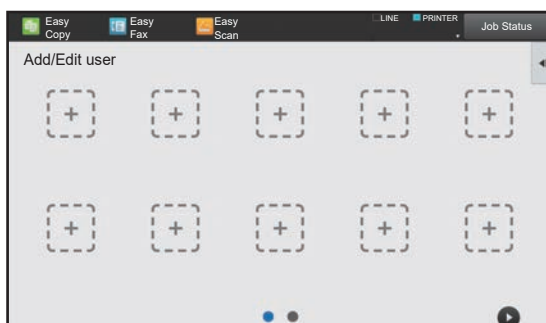 Easy
Copy
Easy
Fax
Easy
Scan
LINE
PRINTER
Job Status
Add/Edit user